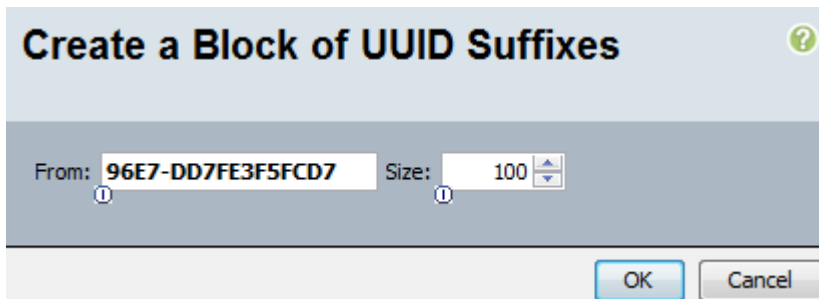 Create a Block of UUID Suffixes
From: 96E7-DD7FE3F5FCD7 Size: 100
OK Cancel